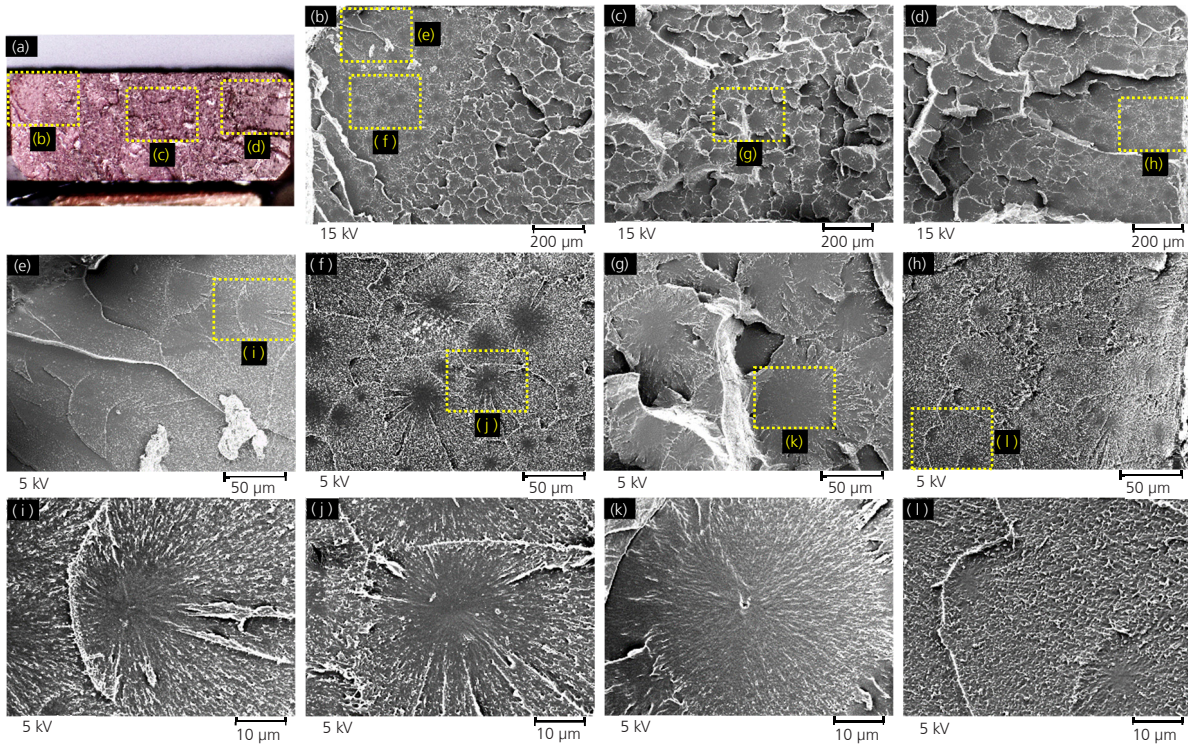 (a)
(b)
(c)
(d)
(b)
(e)
(f)
15 kV
200 µm
(c)
(g)
15 kV
200 µm
(d)
(h)
15 kV
200 µm
(e)
(i)
5 kV
50 µm
(f)
(j)
5 kV
50 µm
(g)
(k)
5 kV
50 µm
(h)
(l)
5 kV
50 µm
(i)
5 kV
10 µm
(j)
5 kV
10 µm
(k)
5 kV
10 µm
(l)
5 kV
10 µm